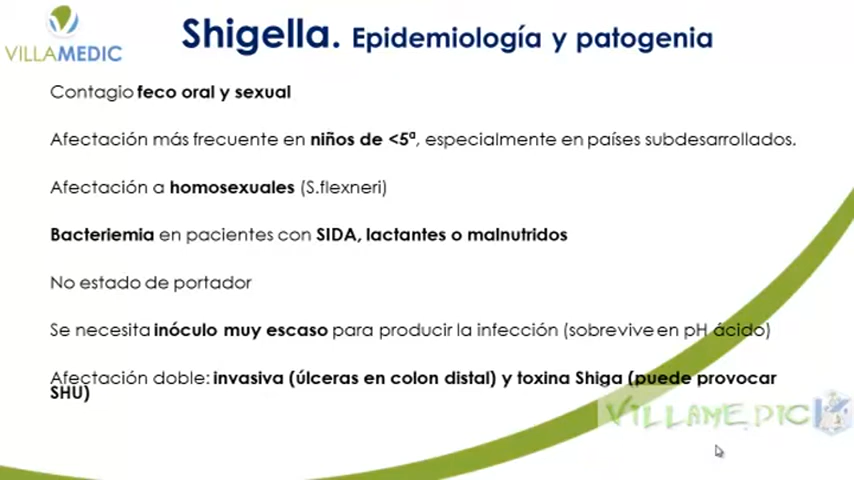 VILLAMEDIC
Shigella. Epidemiología y patogenia
Contagio feco oral y sexual
Afectación más frecuente en niños de <5ª, especialmente en países subdesarrollados.
Afectación a homosexuales (S.flexneri)
Bacteriemia en pacientes con SIDA, lactantes o malnutridos
No estado de portador
Se necesita inóculo muy escaso para producir la infección (sobrevive en pH ácido)
Afectación doble: invasiva (úlceras en colon distal) y toxina Shiga (puede provocar
SHU)
VILLAMEDIC